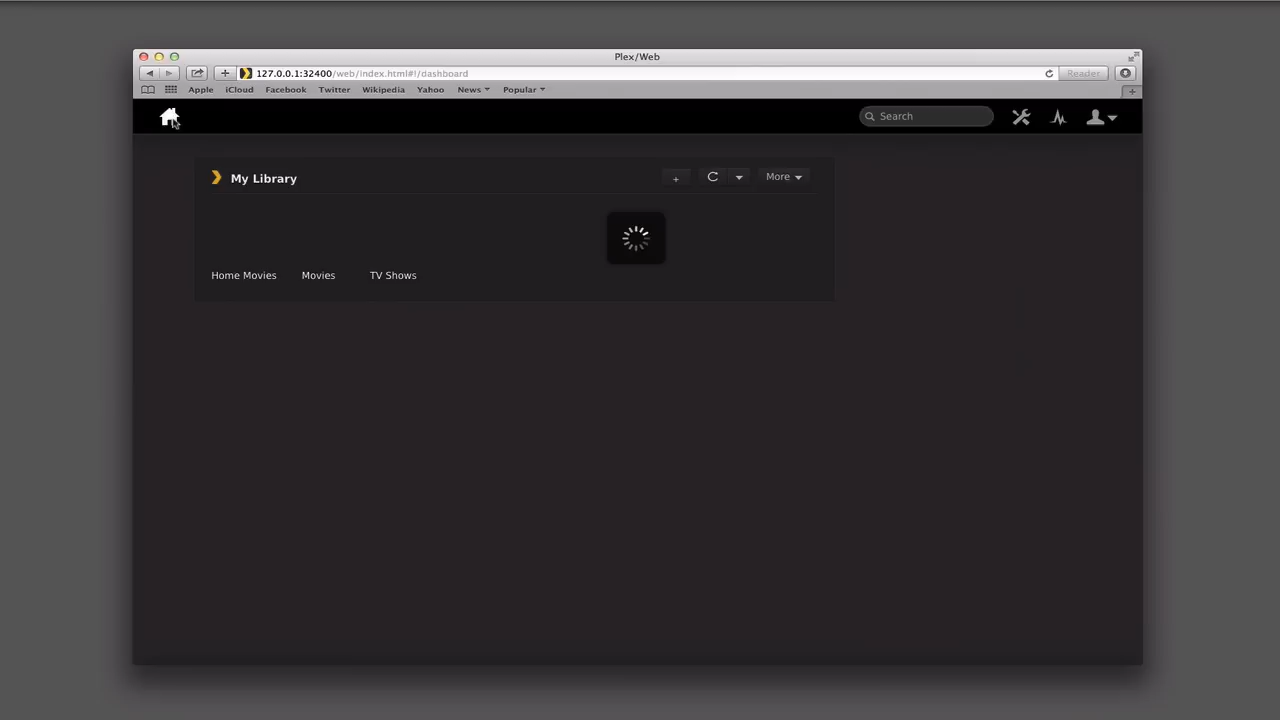 Plex/Web
127.0.0.1:32400/web/index.html#!/dashboard
Reader
Apple iCloud Facebook Twitter Wikipedia Yahoo News Popular
Search
My Library
+ More
Home Movies Movies TV Shows